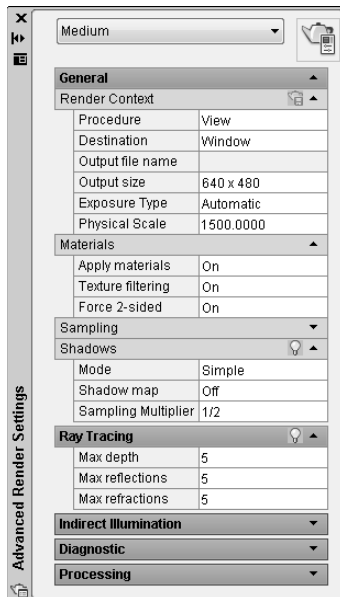 Medium
General
Render Context
Procedure View
Destination Window
Output file name
Output size 640 x 480
Exposure Type Automatic
Physical Scale 1500.0000
Materials
Apply materials On
Texture filtering On
Force 2-sided On
Sampling
Shadows
Mode Simple
Shadow map Off
Sampling Multiplier 1/2
Ray Tracing
Max depth 5
Max reflections 5
Max refractions 5
Indirect Illumination
Diagnostic
Processing
Advanced Render Settings